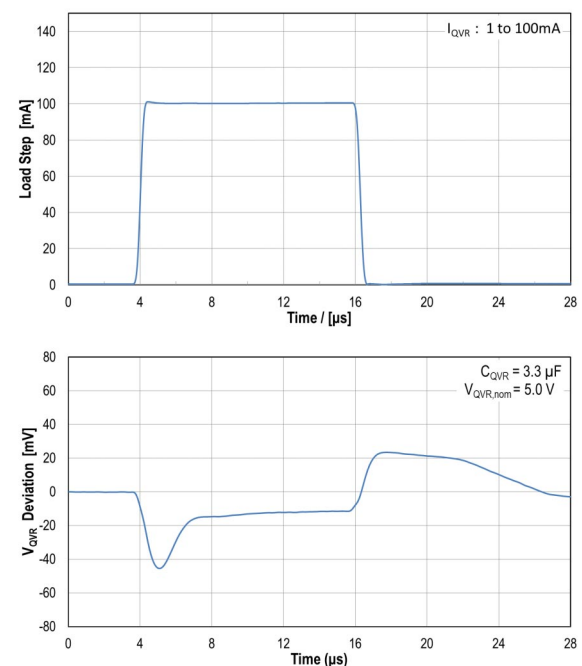 I_QVR : 1 to 100mA
140
120
100
80
60
40
20
0
Load Step [mA]
0 4 8 12 16 20 24 28
Time / [µs]
C_QVR = 3.3 µF
V_QVR,nom = 5.0 V
80
60
40
20
0
-20
-40
-60
-80
V_QVR Deviation [mV]
0 4 8 12 16 20 24 28
Time (µs)